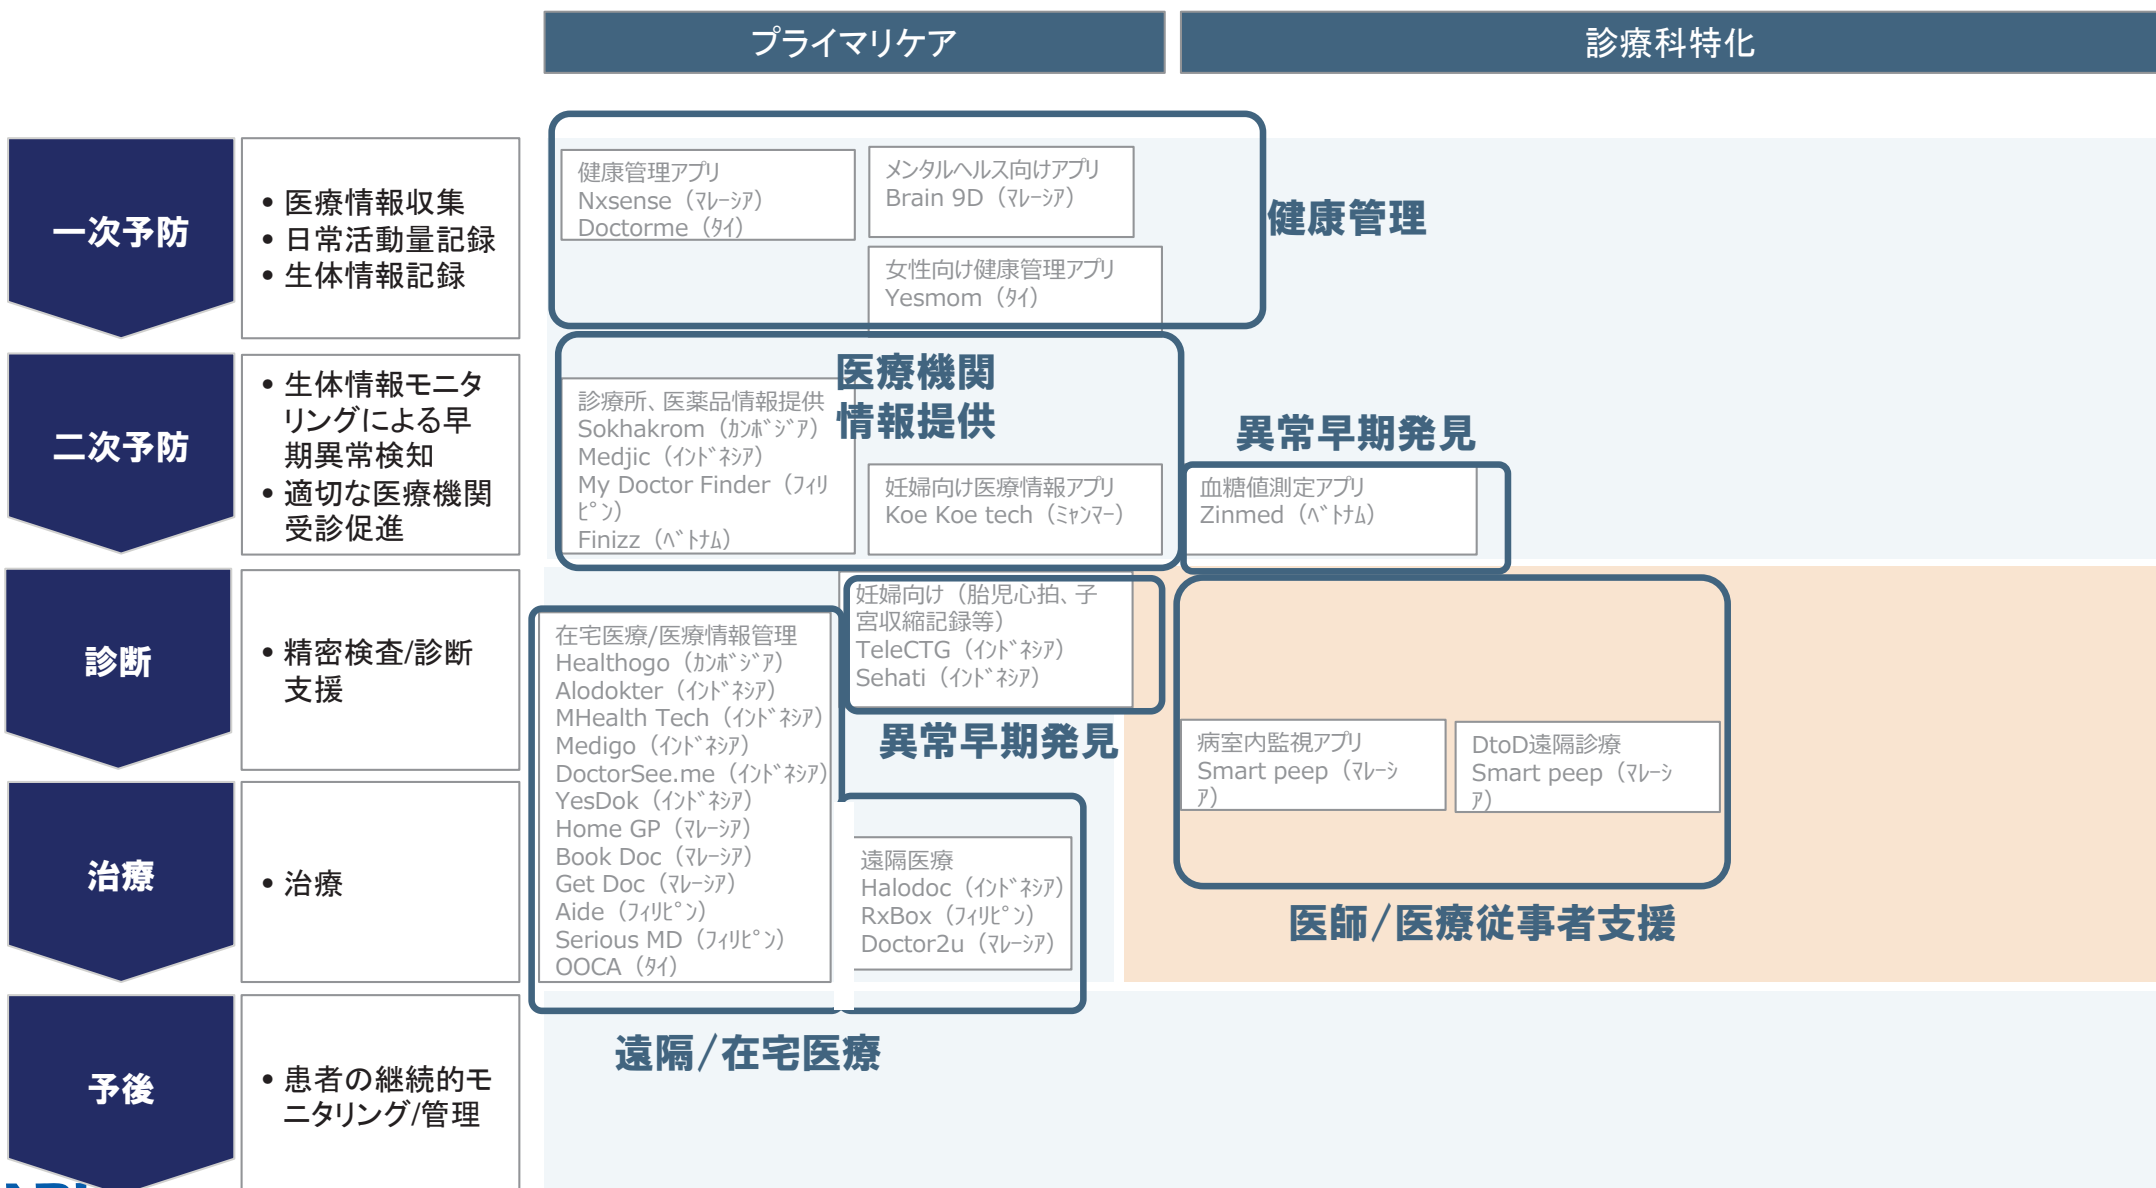 プライマリケア
診療科特化
一次予防
• 医療情報収集
• 日常活動量記録
• 生体情報記録
健康管理アプリ
Nxsense（ﾏﾚｰｼｱ）
Doctorme（ﾀｲ）
メンタルヘルス向けアプリ
Brain 9D（ﾏﾚｰｼｱ）
女性向け健康管理アプリ
Yesmom（ﾀｲ）
健康管理
二次予防
• 生体情報モニタ
リングによる早
期異常検知
• 適切な医療機関
受診促進
医療機関
情報提供
診療所、医薬品情報提供
Sokhakrom（ｶﾝﾎﾞｼﾞｱ）
Medjic（ｲﾝﾄﾞﾈｼｱ）
My Doctor Finder（ﾌｨﾘ
ﾋﾟﾝ）
Finizz（ﾍﾞﾄﾅﾑ）
妊婦向け医療情報アプリ
Koe Koe tech（ﾐｬﾝﾏｰ）
異常早期発見
血糖値測定アプリ
Zinmed（ﾍﾞﾄﾅﾑ）
診断
• 精密検査/診断
支援
在宅医療/医療情報管理
Healthogo（ｶﾝﾎﾞｼﾞｱ）
Alodokter（ｲﾝﾄﾞﾈｼｱ）
MHealth Tech（ｲﾝﾄﾞﾈｼｱ）
Medigo（ｲﾝﾄﾞﾈｼｱ）
DoctorSee.me（ｲﾝﾄﾞﾈｼｱ）
YesDok（ｲﾝﾄﾞﾈｼｱ）
Home GP（ﾏﾚｰｼｱ）
Book Doc（ﾏﾚｰｼｱ）
Get Doc（ﾏﾚｰｼｱ）
Aide（ﾌｨﾘﾋﾟﾝ）
Serious MD（ﾌｨﾘﾋﾟﾝ）
OOCA（ﾀｲ）
妊婦向け（胎児心拍、子
宮収縮記録等）
TeleCTG（ｲﾝﾄﾞﾈｼｱ）
Sehati（ｲﾝﾄﾞﾈｼｱ）
異常早期発見
病室内監視アプリ
Smart peep（ﾏﾚｰｼ
ｱ）
DtoD遠隔診療
Smart peep（ﾏﾚｰｼ
ｱ）
治療
• 治療
遠隔医療
Halodoc（ｲﾝﾄﾞﾈｼｱ）
RxBox（ﾌｨﾘﾋﾟﾝ）
Doctor2u（ﾏﾚｰｼｱ）
医師/医療従事者支援
遠隔/在宅医療
予後
• 患者の継続的モ
ニタリング/管理